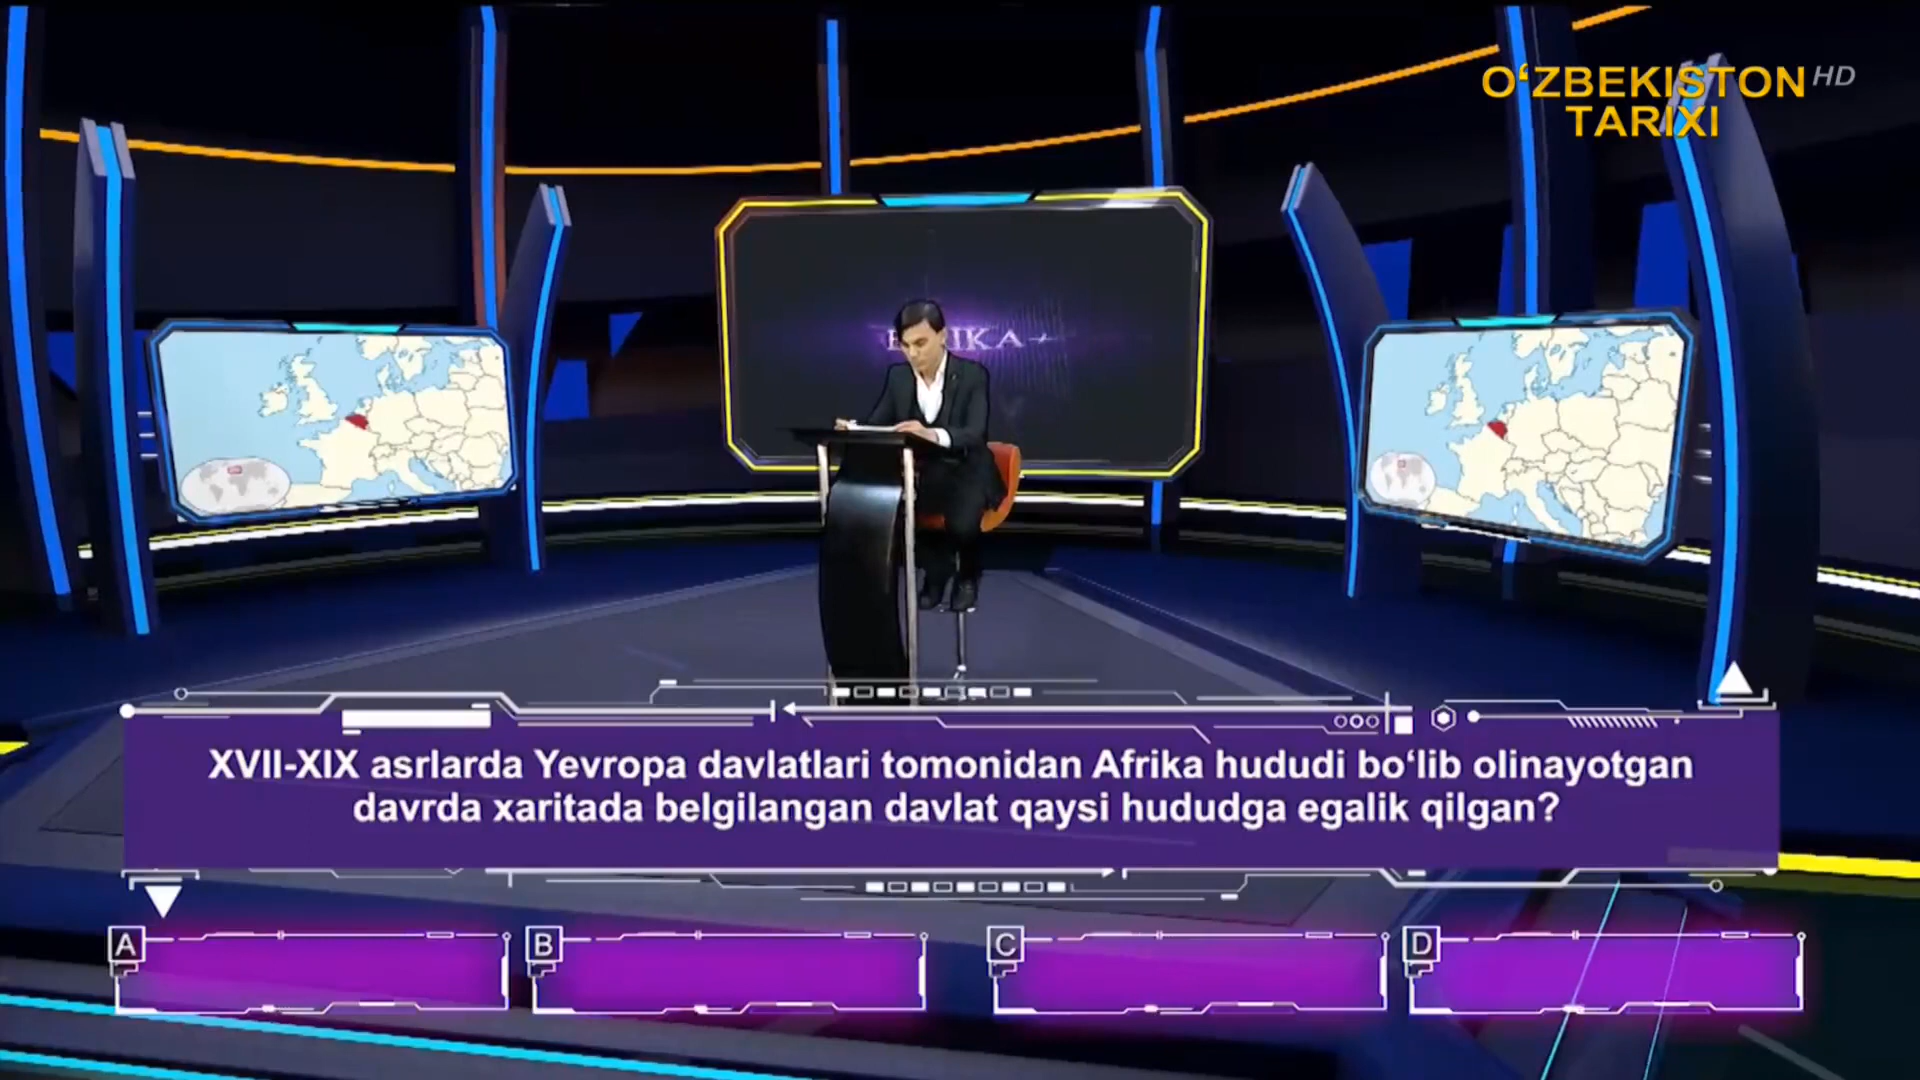 O‘ZBEKISTON HD
TARIXI
XVII-XIX asrlarda Yevropa davlatlari tomonidan Afrika hududi bo‘lib olinayotgan
davrda xaritada belgilangan davlat qaysi hududga egalik qilgan?
A
B
C
D